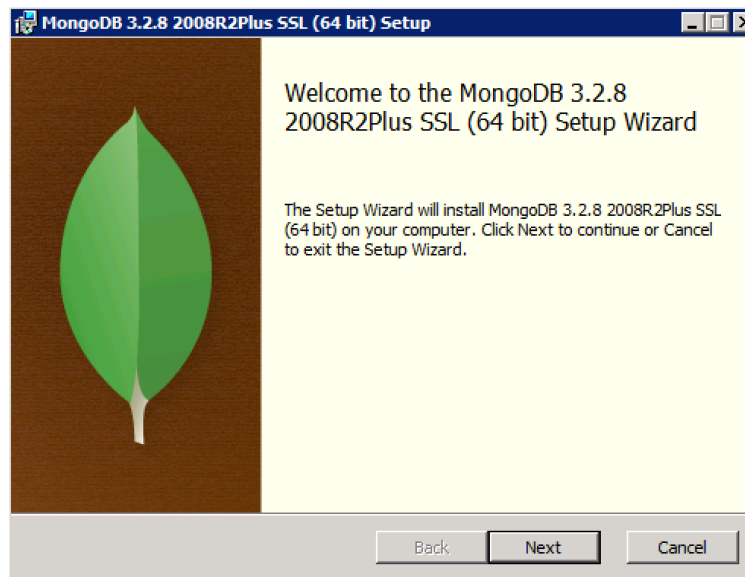 MongoDB 3.2.8 2008R2Plus SSL (64 bit) Setup
Welcome to the MongoDB 3.2.8
2008R2Plus SSL (64 bit) Setup Wizard
The Setup Wizard will install MongoDB 3.2.8 2008R2Plus SSL
(64 bit) on your computer. Click Next to continue or Cancel
to exit the Setup Wizard.
Back Next Cancel